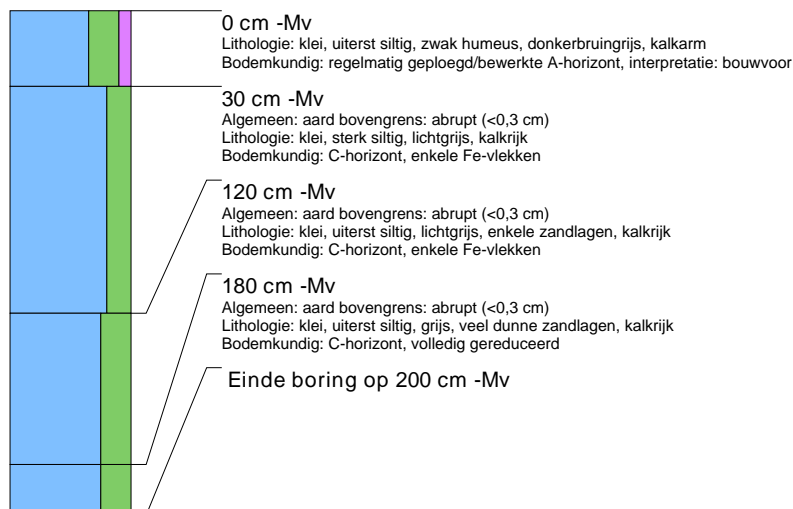 0 cm -Mv
Lithologie: klei, uiterst siltig, zwak humeus, donkerbruingrijs, kalkarm
Bodemkundig: regelmatig geploegd/bewerkte A-horizont, interpretatie: bouwvoor
30 cm -Mv
Algemeen: aard bovengrens: abrupt (<0,3 cm)
Lithologie: klei, sterk siltig, lichtgrijs, kalkrijk
Bodemkundig: C-horizont, enkele Fe-vlekken
120 cm -Mv
Algemeen: aard bovengrens: abrupt (<0,3 cm)
Lithologie: klei, uiterst siltig, lichtgrijs, enkele zandlagen, kalkrijk
Bodemkundig: C-horizont, enkele Fe-vlekken
180 cm -Mv
Algemeen: aard bovengrens: abrupt (<0,3 cm)
Lithologie: klei, uiterst siltig, grijs, veel dunne zandlagen, kalkrijk
Bodemkundig: C-horizont, volledig gereduceerd
Einde boring op 200 cm -Mv